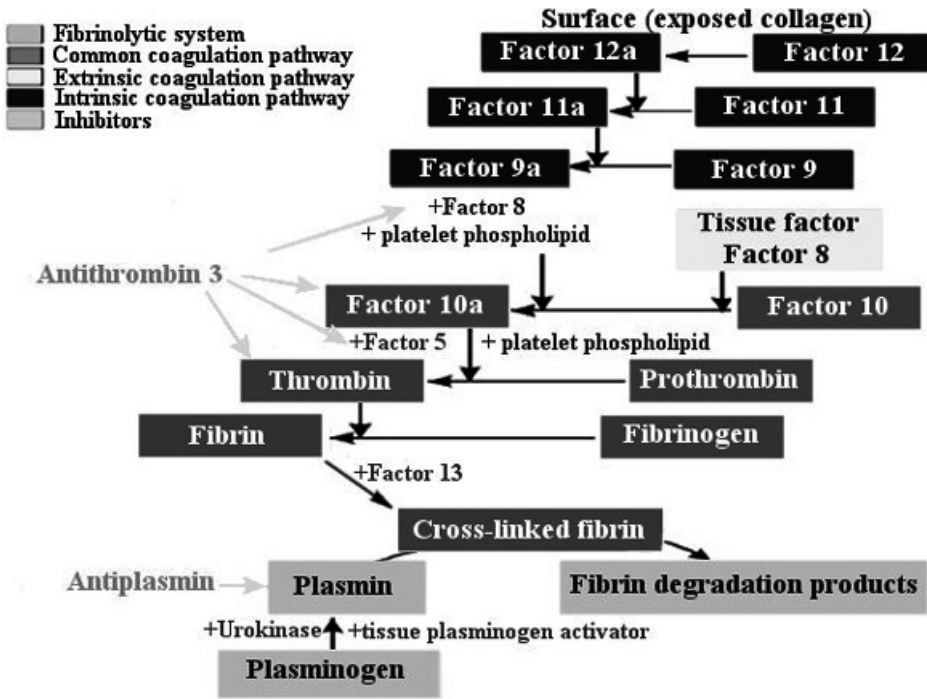 Surface (exposed collagen)
Fibrinolytic system
Common coagulation pathway
Extrinsic coagulation pathway
Intrinsic coagulation pathway
Inhibitors
Factor 12a
Factor 12
Factor 11a
Factor 11
Factor 9a
Factor 9
+Factor 8
+ platelet phospholipid
Tissue factor
Factor 8
Antithrombin 3
Factor 10a
Factor 10
+Factor 5
+ platelet phospholipid
Thrombin
Prothrombin
Fibrin
Fibrinogen
+Factor 13
Cross-linked fibrin
Antiplasmin
Plasmin
Fibrin degradation products
+Urokinase
+tissue plasminogen activator
Plasminogen